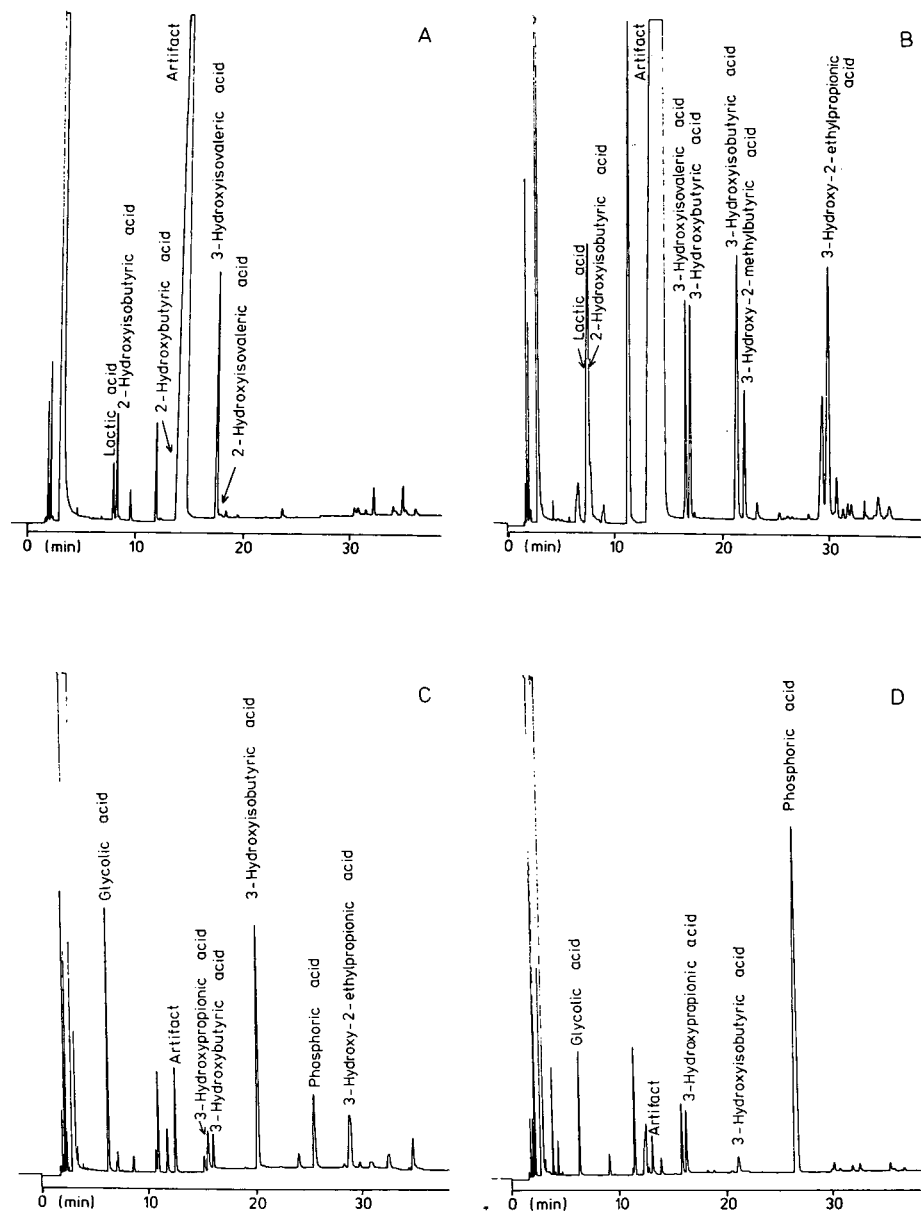 A
Artifact
Lactic acid
2-Hydroxyisobutyric acid
2-Hydroxybutyric acid
3-Hydroxyisovaleric acid
2-Hydroxyisovaleric acid
0 (min) 10 20 30
B
Artifact
Lactic acid
2-Hydroxyisobutyric acid
3-Hydroxyisovaleric acid
3-Hydroxybutyric acid
3-Hydroxyisobutyric acid
3-Hydroxy-2-methylbutyric acid
3-Hydroxy-2-ethylpropionic
acid
0 (min) 10 20 30
C
Glycolic acid
Artifact
3-Hydroxypropionic acid
3-Hydroxybutyric acid
3-Hydroxyisobutyric acid
Phosphoric acid
3-Hydroxy-2-ethylpropionic acid
0 (min) 10 20 30
D
Glycolic acid
Artifact
3-Hydroxypropionic acid
3-Hydroxyisobutyric acid
Phosphoric acid
0 (min) 10 20 30